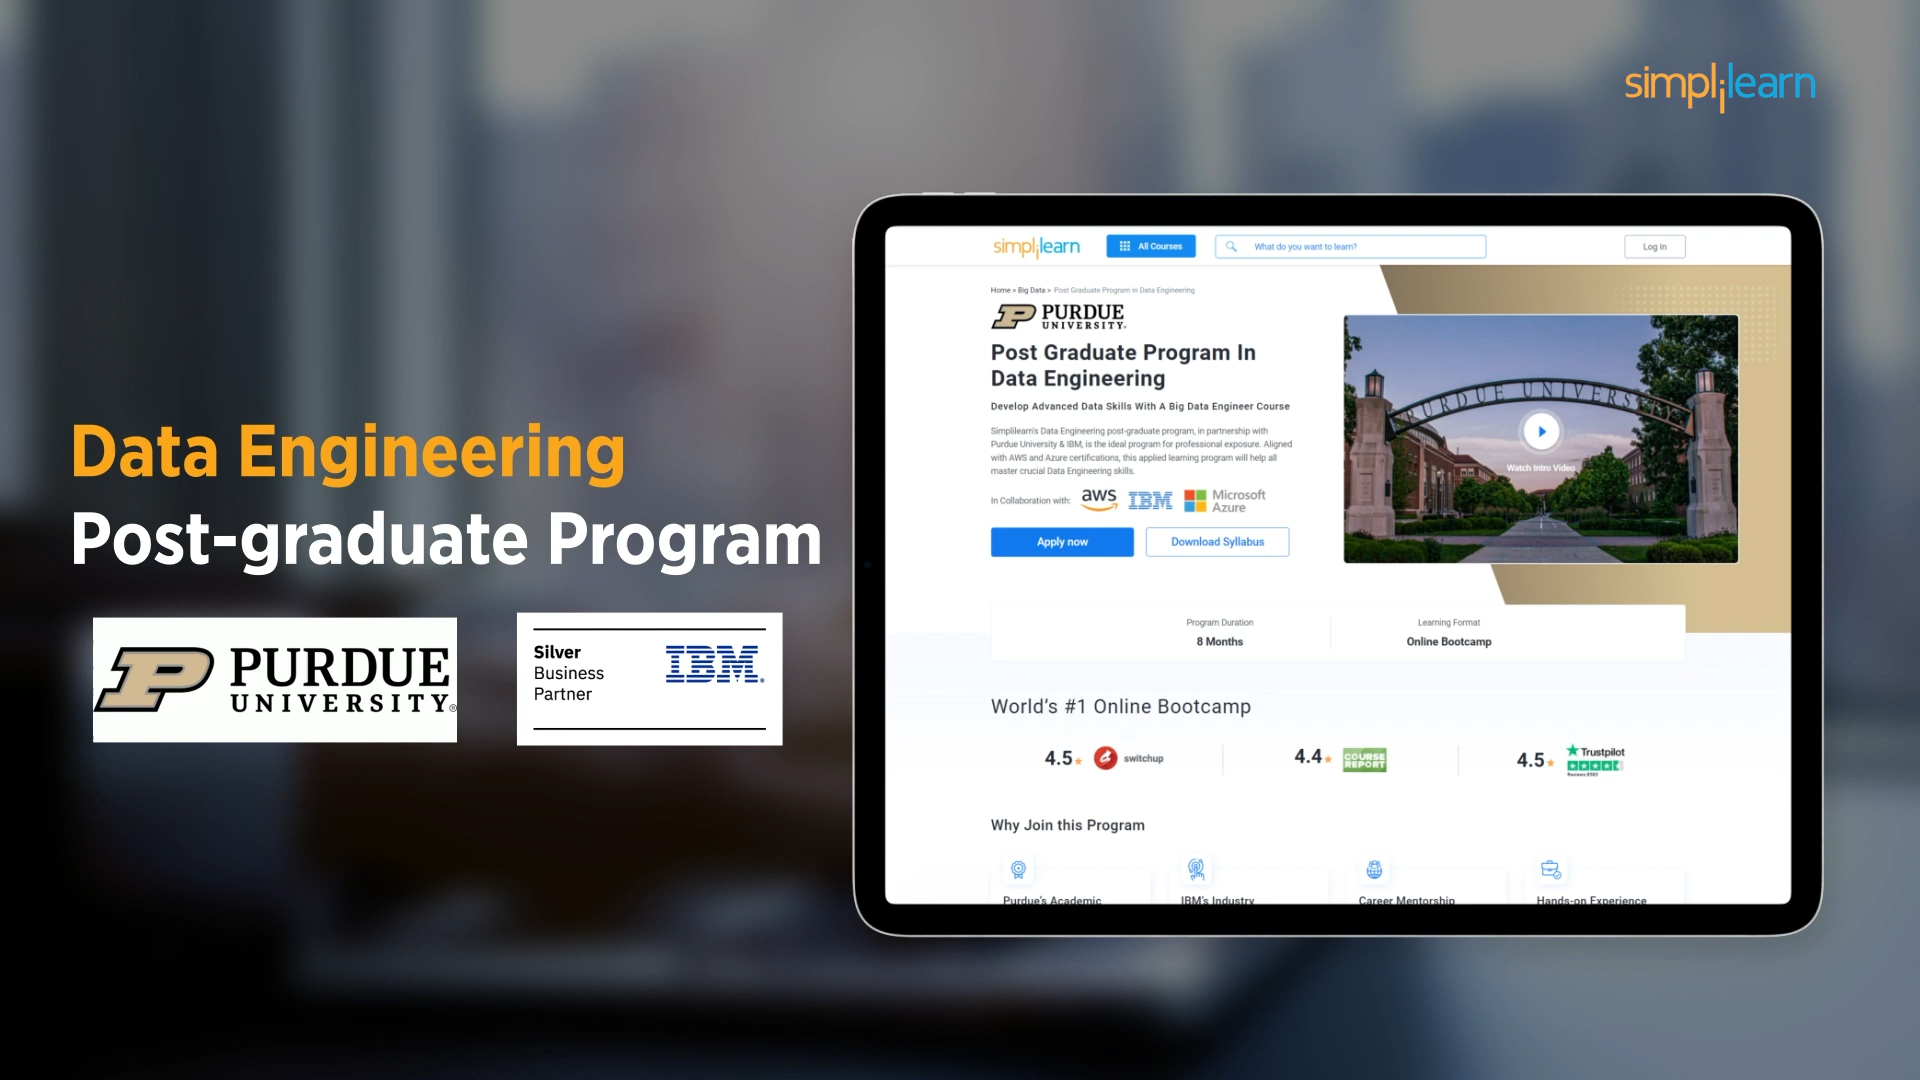 simplilearn
Data Engineering
Post-graduate Program
PURDUE
UNIVERSITY®
Silver
Business
Partner
IBM®
simplilearn
All Courses
What do you want to learn?
Log in
Home > Big Data > Post Graduate Program in Data Engineering
PURDUE
UNIVERSITY®
Post Graduate Program In
Data Engineering
Develop Advanced Data Skills With A Big Data Engineer Course
Simplilearn's Data Engineering post-graduate program, in partnership with
Purdue University & IBM, is the ideal program for professional exposure. Aligned
with AWS and Azure certifications, this applied learning program will help all
master crucial Data Engineering skills.
In Collaboration with:
aws
IBM
Microsoft
Azure
Apply now
Download Syllabus
PURDUE UNIVERSITY
Watch Intro Video
Program Duration
8 Months
Learning Format
Online Bootcamp
World's #1 Online Bootcamp
4.5
switchup
4.4
COURSE
REPORT
4.5
Trustpilot
Why Join this Program
Purdue's Academic
IBM's Industry
Career Mentorship
Hands-on Experience